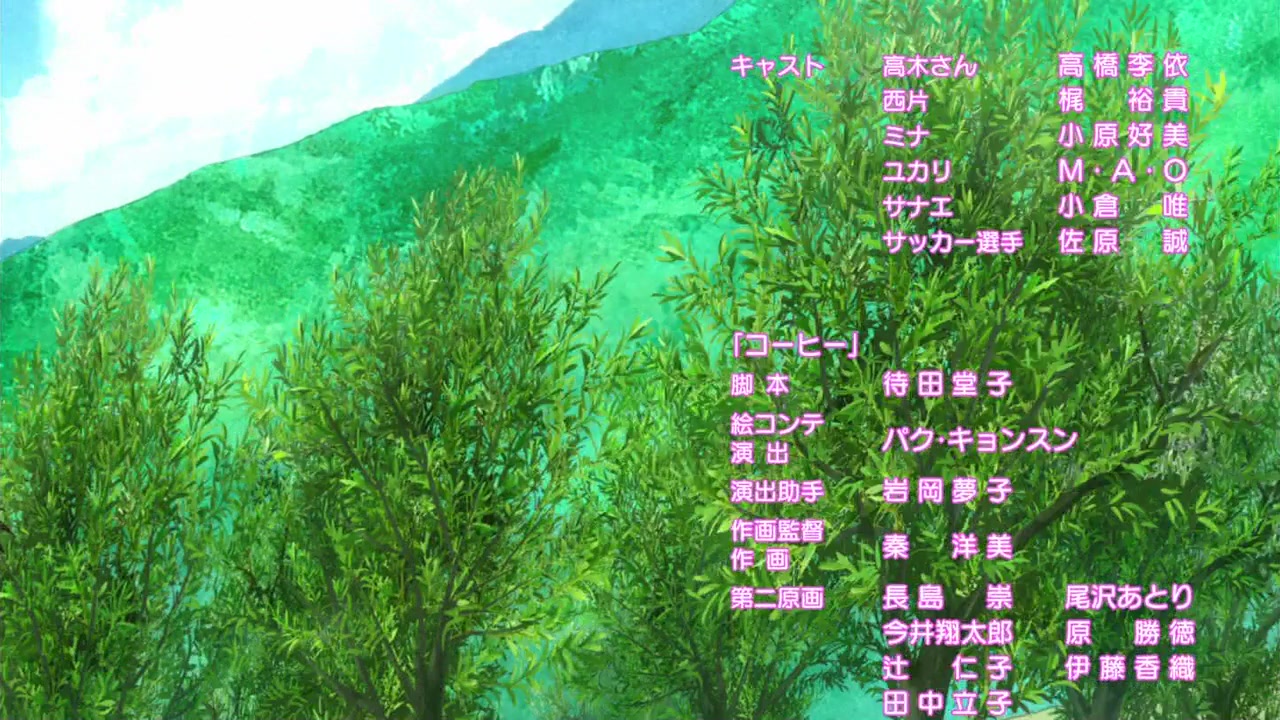 キャスト 高木さん 高橋李依
西片 梶 裕貴
ミナ 小原好美
ユカリ M・A・O
サナエ 小倉 唯
サッカー選手 佐原 誠
「コーヒー」
脚本 待田堂子
絵コンテ
演出 パク・キョンスン
演出助手 岩岡夢子
作画監督
作画 秦 洋美
第二原画 長島 崇 尾沢あとり
今井翔太郎 原 勝徳
辻 仁子 伊藤香織
田中立子